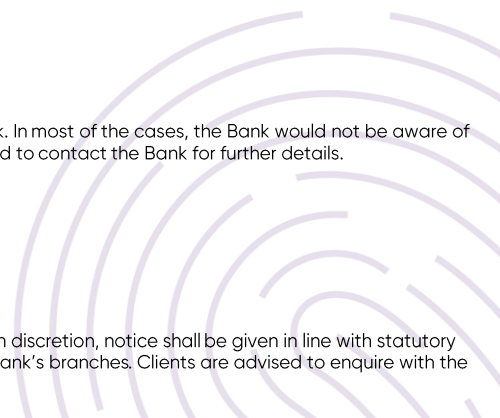 . In most of the cases, the Bank would not be aware of
d to contact the Bank for further details.
discretion, notice shall be given in line with statutory
ank's branches. Clients are advised to enquire with the